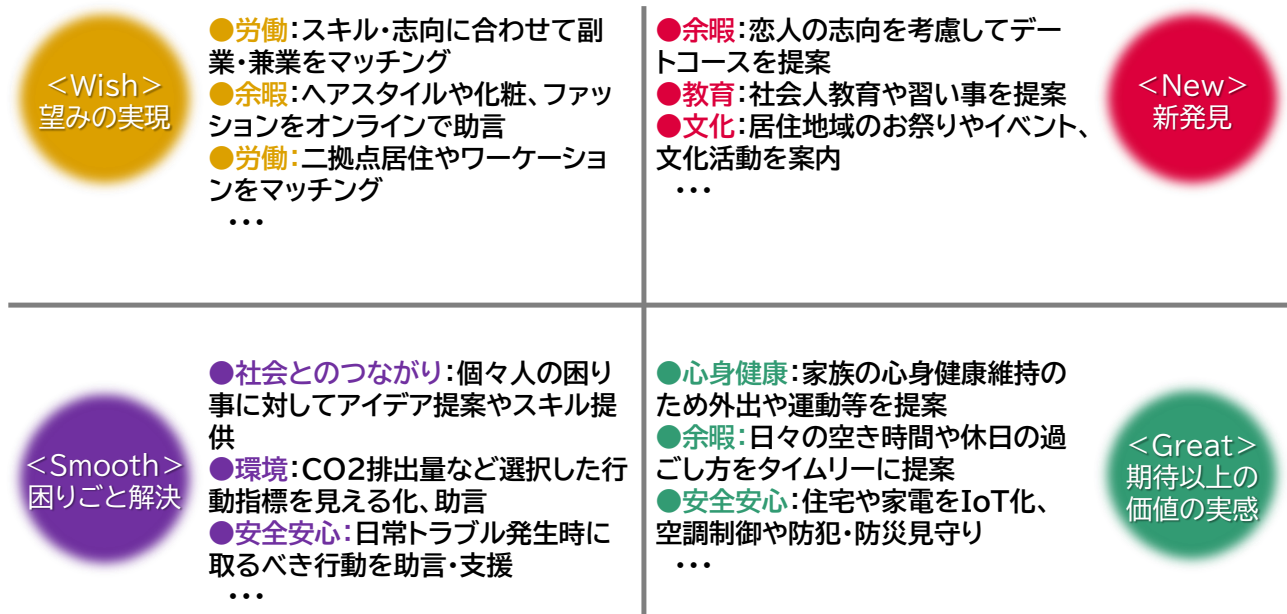 <Wish>
望みの実現
●労働：スキル・志向に合わせて副
業・兼業をマッチング
●余暇：ヘアスタイルや化粧、ファッ
ションをオンラインで助言
●労働：二拠点居住やワーケーショ
ンをマッチング
・・・
●余暇：恋人の志向を考慮してデー
トコースを提案
●教育：社会人教育や習い事を提案
●文化：居住地域のお祭りやイベント、
文化活動を案内
・・・
<New>
新発見
<Smooth>
困りごと解決
●社会とのつながり：個々人の困り
事に対してアイデア提案やスキル提
供
●環境：CO2排出量など選択した行
動指標を見える化、助言
●安全安心：日常トラブル発生時に
取るべき行動を助言・支援
・・・
●心身健康：家族の心身健康維持の
ため外出や運動等を提案
●余暇：日々の空き時間や休日の過
ごし方をタイムリーに提案
●安全安心：住宅や家電をIoT化、
空調制御や防犯・防災見守り
・・・
<Great>
期待以上の
価値の実感